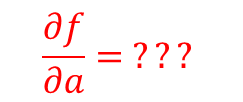 ∂f/∂a = ???